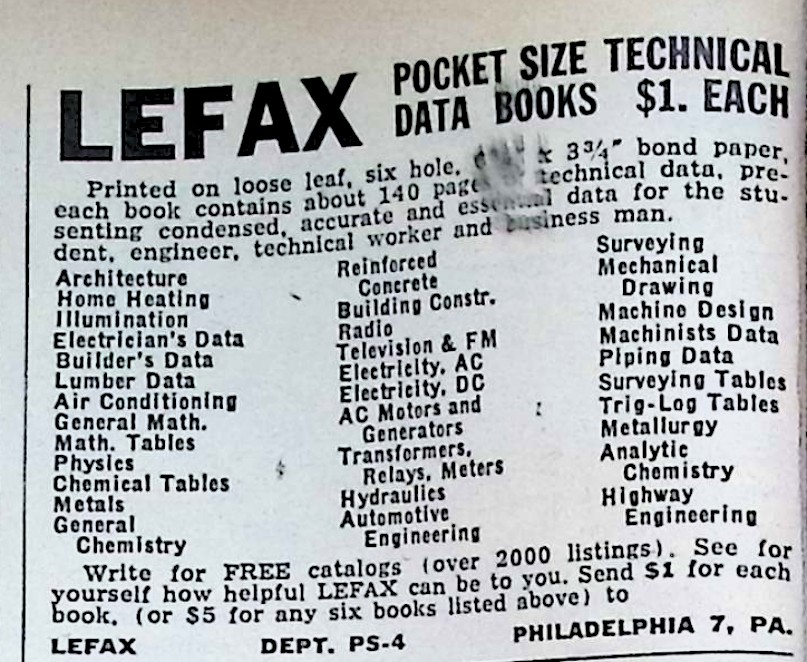 LEFAX
POCKET SIZE TECHNICAL
DATA BOOKS $1. EACH
Printed on loose leaf, six hole, x 3¾" bond paper,
each book contains about 140 pages technical data, pre-
senting condensed, accurate and essential data for the stu-
dent, engineer, technical worker and business man.
Architecture
Home Heating
Illumination
Electrician's Data
Builder's Data
Lumber Data
Air Conditioning
General Math.
Math. Tables
Physics
Chemical Tables
Metals
General
Chemistry
Reinforced
Concrete
Building Constr.
Radio
Television & FM
Electricity, AC
Electricity, DC
AC Motors and
Generators
Transformers,
Relays, Meters
Hydraulics
Automotive
Engineering
Surveying
Mechanical
Drawing
Machine Design
Machinists Data
Piping Data
Surveying Tables
Trig-Log Tables
Metallurgy
Analytic
Chemistry
Highway
Engineering
Write for FREE catalogs (over 2000 listings). See for
yourself how helpful LEFAX can be to you. Send $1 for each
book, (or $5 for any six books listed above) to
LEFAX DEPT. PS-4 PHILADELPHIA 7, PA.